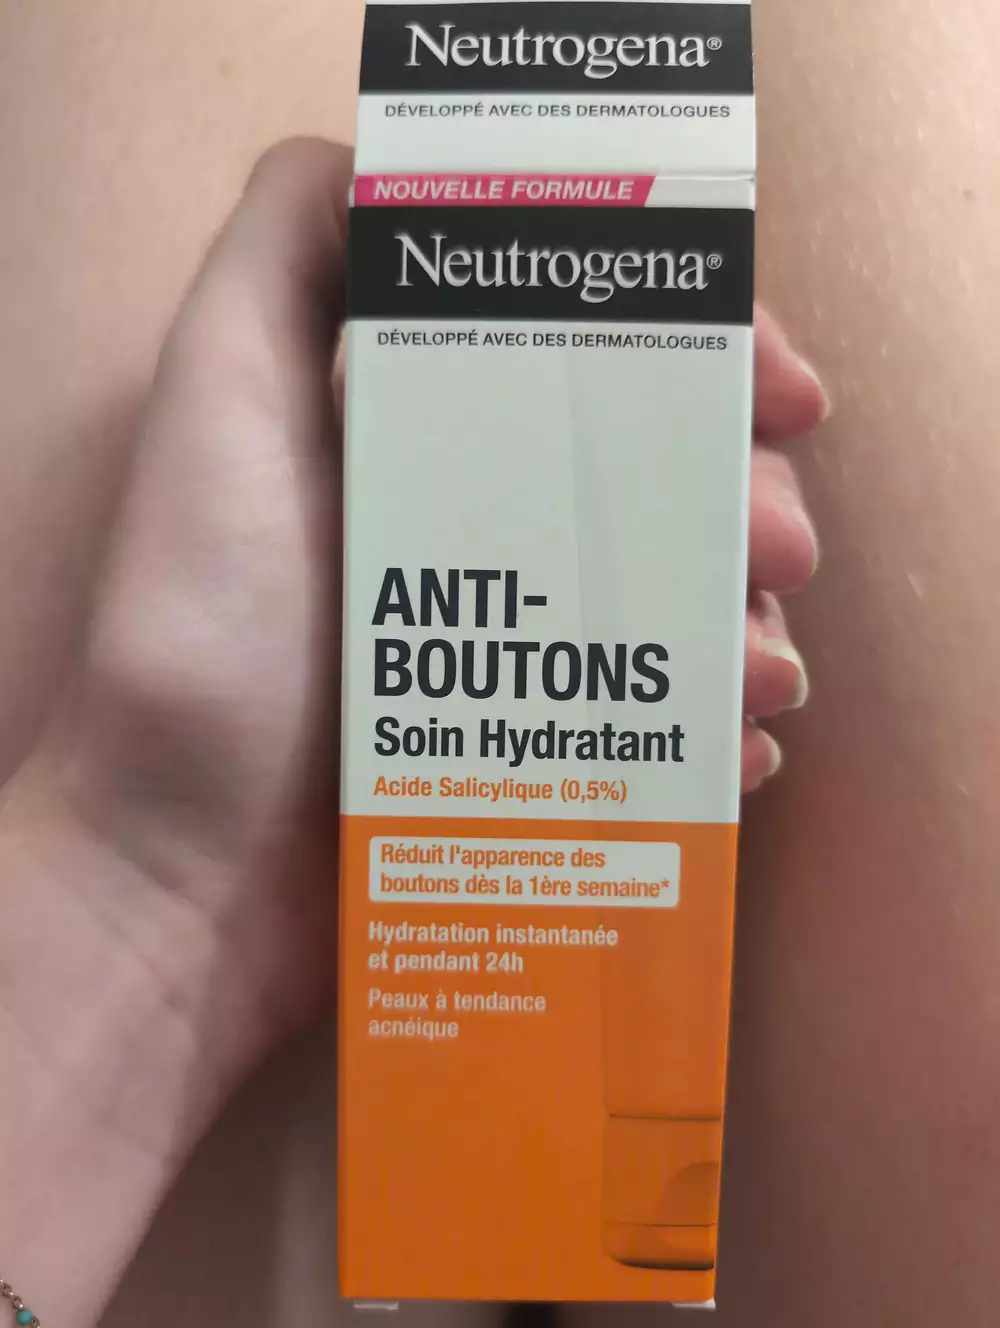 Neutrogena®
DÉVELOPPÉ AVEC DES DERMATOLOGUES
NOUVELLE FORMULE
Neutrogena®
DÉVELOPPÉ AVEC DES DERMATOLOGUES
ANTI-
BOUTONS
Soin Hydratant
Acide Salicylique (0,5%)
Réduit l'apparence des
boutons dès la 1ère semaine*
Hydratation instantanée
et pendant 24h
Peaux à tendance
acnéique